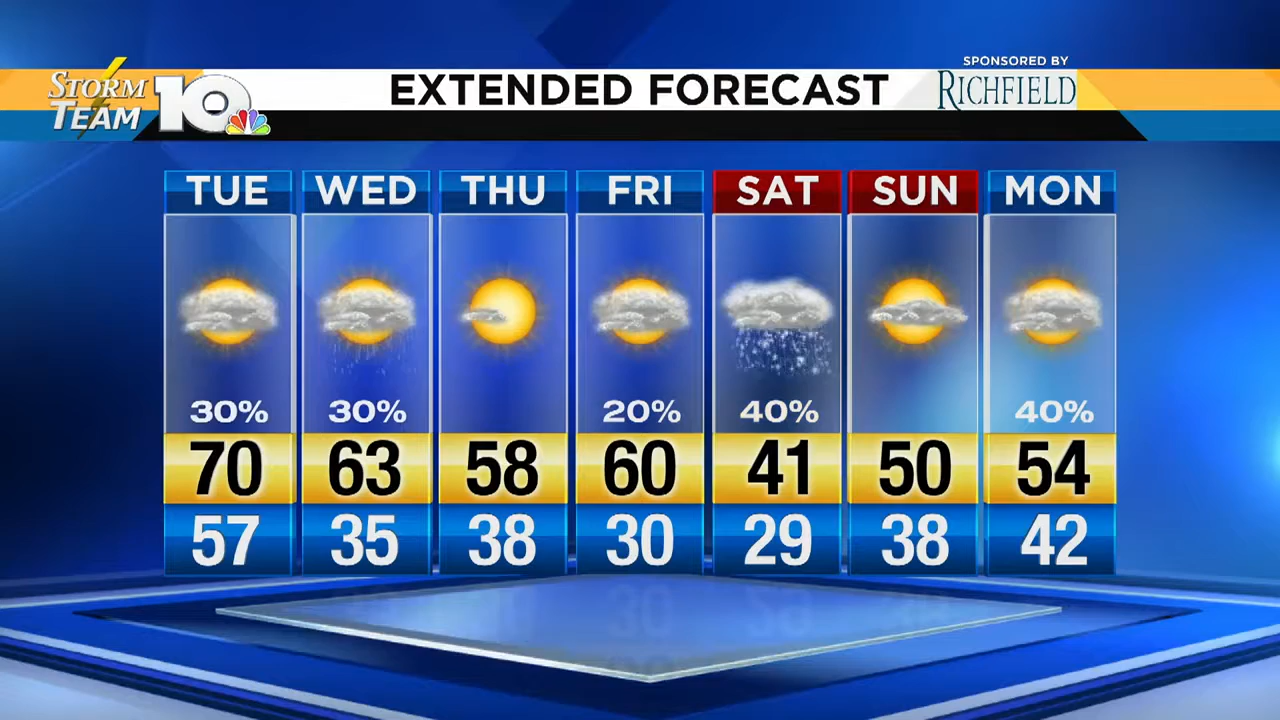 STORM
TEAM
10
EXTENDED FORECAST
SPONSORED BY
RICHFIELD
TUE WED THU FRI SAT SUN MON
30% 30% 20% 40% 40%
70 63 58 60 41 50 54
57 35 38 30 29 38 42